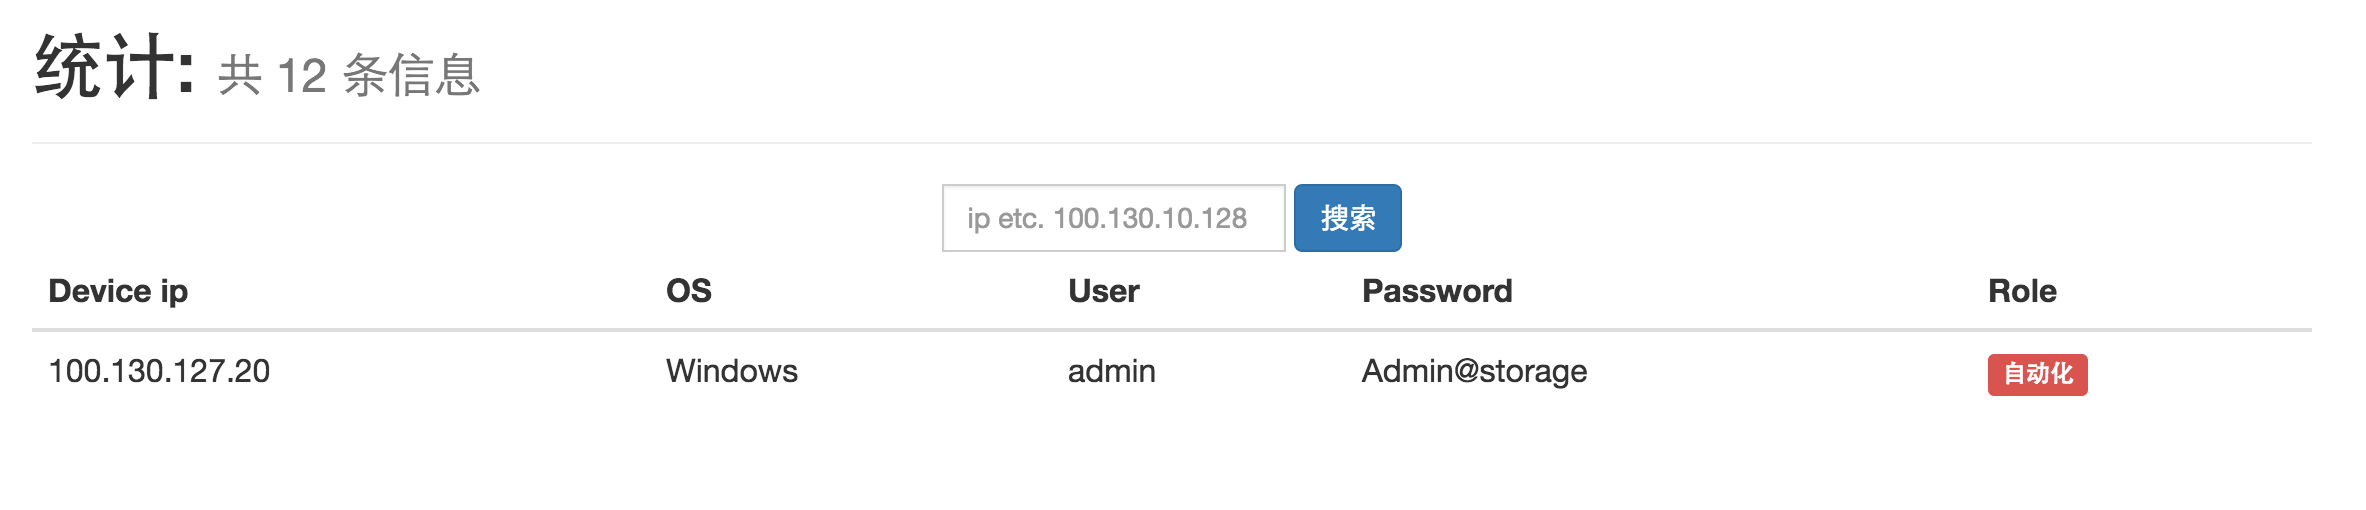 统计: 共 12 条信息
ip etc. 100.130.10.128 搜索
Device ip OS User Password Role
100.130.127.20 Windows admin Admin@storage 自动化